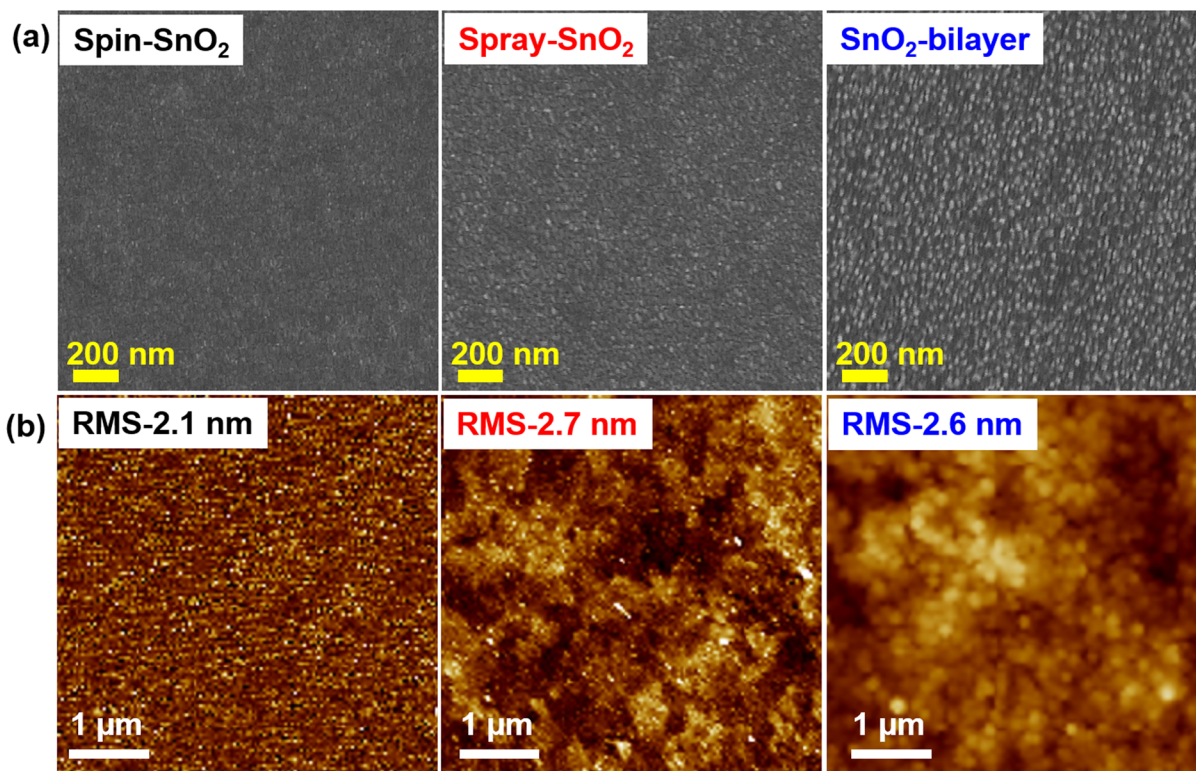 (a)
Spin-SnO₂
Spray-SnO₂
SnO₂-bilayer
200 nm
200 nm
200 nm
(b)
RMS-2.1 nm
RMS-2.7 nm
RMS-2.6 nm
1 µm
1 µm
1 µm